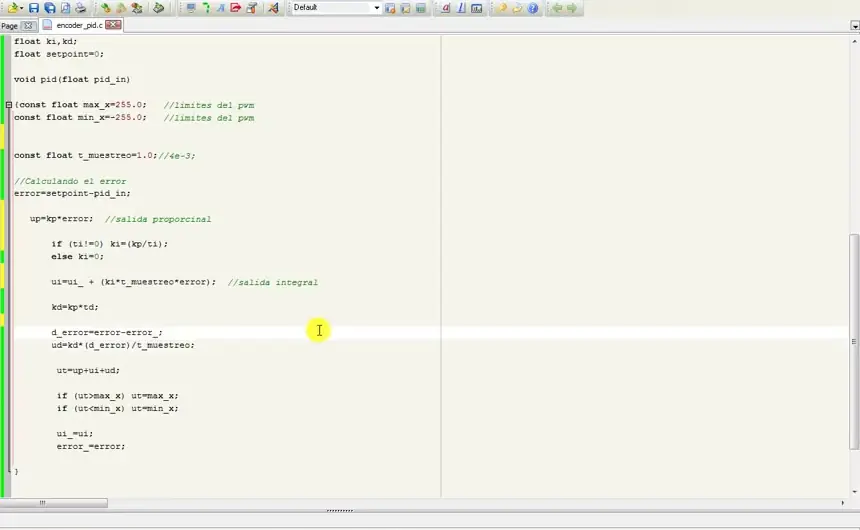 Default
Page
encoder_pid.c
float ki,kd;
float setpoint=0;
void pid(float pid_in)
{const float max_x=255.0; //limites del pwm
const float min_x=-255.0; //limites del pwm
const float t_muestreo=1.0;//4e-3;
//Calculando el error
error=setpoint-pid_in;
up=kp*error; //salida proporcinal
if (ti!=0) ki=(kp/ti);
else ki=0;
ui=ui_ + (ki*t_muestreo*error); //salida integral
kd=kp*td;
d_error=error-error_;
ud=kd*(d_error)/t_muestreo;
ut=up+ui+ud;
if (ut>max_x) ut=max_x;
if (ut<min_x) ut=min_x;
ui_=ui;
error_=error;
}